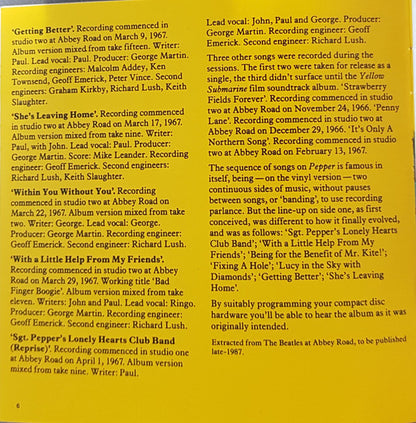 'Getting Better'. Recording commenced in
studio two at Abbey Road on March 9, 1967.
Album version mixed from take fifteen. Writer:
Paul. Lead vocal: Paul. Producer: George Martin.
Recording engineers: Malcolm Addey, Ken
Townsend, Geoff Emerick, Peter Vince. Second
engineers: Graham Kirkby, Richard Lush, Keith
Slaughter.
'She's Leaving Home'. Recording commenced
in studio two at Abbey Road on March 17, 1967.
Album version mixed from take nine. Writer:
Paul, with John. Lead vocal: Paul. Producer:
George Martin. Score: Mike Leander. Recording
engineer: Geoff Emerick. Second engineers:
Richard Lush, Keith Slaughter.
'Within You Without You'. Recording
commenced in studio two at Abbey Road on
March 22, 1967. Album version mixed from take
two. Writer: George. Lead vocal: George.
Producer: George Martin. Recording engineer:
Geoff Emerick. Second engineer: Richard Lush.
'With a Little Help From My Friends'.
Recording commenced in studio two at Abbey
Road on March 29, 1967. Working title 'Bad
Finger Boogie'. Album version mixed from take
eleven. Writers: John and Paul. Lead vocal: Ringo.
Producer: George Martin. Recording engineer:
Geoff Emerick. Second engineer: Richard Lush.
'Sgt. Pepper's Lonely Hearts Club Band
(Reprise)'. Recording commenced in studio one
at Abbey Road on April 1, 1967. Album version
mixed from take nine. Writer: Paul.
6
Lead vocal: John, Paul and George. Producer:
George Martin. Recording engineer: Geoff
Emerick. Second engineer: Richard Lush.
Three other songs were recorded during the
sessions. The first two were taken for release as a
single, the third didn't surface until the Yellow
Submarine film soundtrack album. 'Strawberry
Fields Forever'. Recording commenced in studio
two at Abbey Road on November 24, 1966. 'Penny
Lane'. Recording commenced in studio two at
Abbey Road on December 29, 1966. 'It's Only A
Northern Song'. Recording commenced in studio
two at Abbey Road on February 13, 1967.
The sequence of songs on Pepper is famous in
itself, being — on the vinyl version — two
continuous sides of music, without pauses
between songs, or 'banding', to use recording
parlance. But the line-up on side one, as first
conceived, was different to how it finally evolved,
and was as follows: 'Sgt. Pepper's Lonely Hearts
Club Band'; 'With a Little Help From My
Friends'; 'Being for the Benefit of Mr. Kite!';
'Fixing A Hole'; 'Lucy in the Sky with
Diamonds'; 'Getting Better'; 'She's Leaving
Home'.
By suitably programming your compact disc
hardware you'll be able to hear the album as it was
originally intended.
Extracted from The Beatles at Abbey Road, to be published
late-1987.